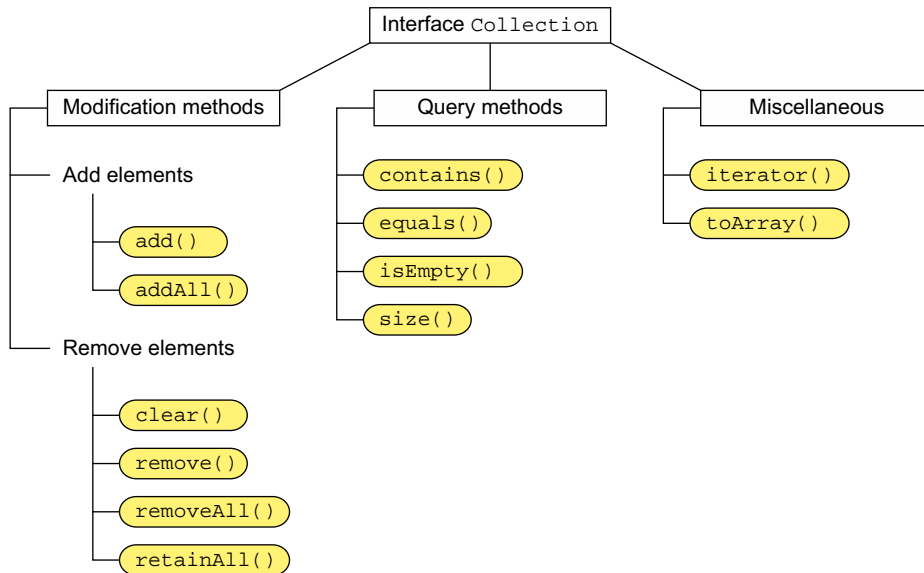 Interface Collection
Modification methods
Query methods
Miscellaneous
Add elements
add()
addAll()
Remove elements
clear()
remove()
removeAll()
retainAll()
contains()
equals()
isEmpty()
size()
iterator()
toArray()